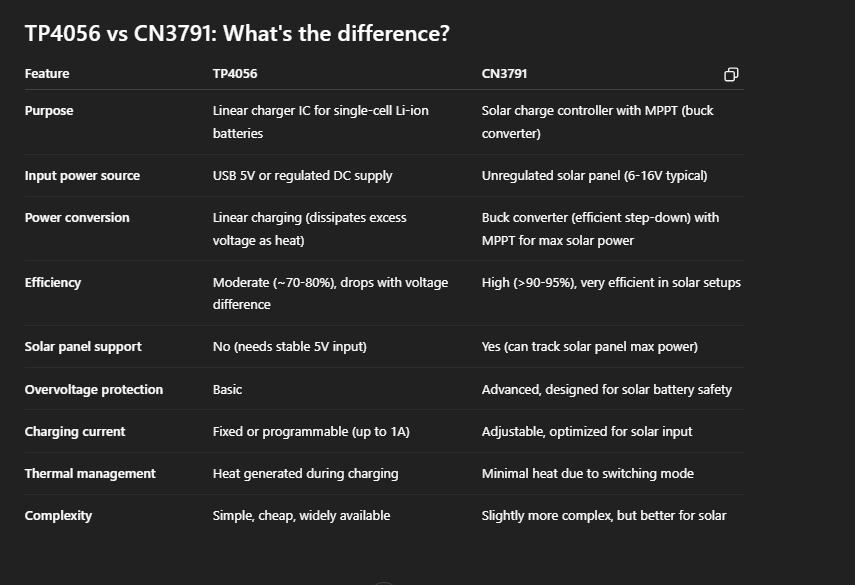 TP4056 vs CN3791: What's the difference?
Feature TP4056 CN3791
Purpose Linear charger IC for single-cell Li-ion Solar charge controller with MPPT (buck
batteries converter)
Input power source USB 5V or regulated DC supply Unregulated solar panel (6-16V typical)
Power conversion Linear charging (dissipates excess Buck converter (efficient step-down) with
voltage as heat) MPPT for max solar power
Efficiency Moderate (~70-80%), drops with voltage High (>90-95%), very efficient in solar setups
difference
Solar panel support No (needs stable 5V input) Yes (can track solar panel max power)
Overvoltage protection Basic Advanced, designed for solar battery safety
Charging current Fixed or programmable (up to 1A) Adjustable, optimized for solar input
Thermal management Heat generated during charging Minimal heat due to switching mode
Complexity Simple, cheap, widely available Slightly more complex, but better for solar